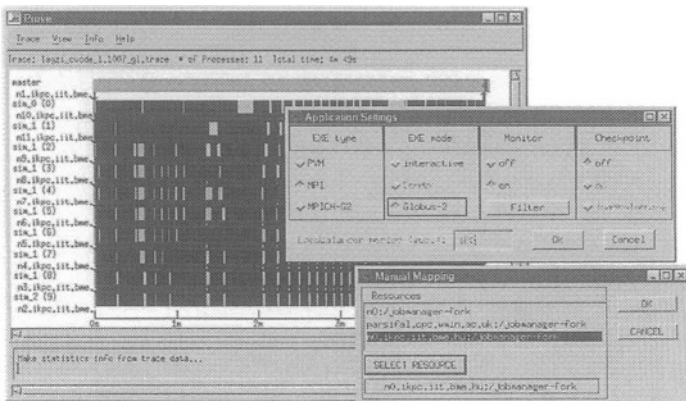 Prove
Trace View Info Help
# of Processes: 11 Total time: 4m 49s
master
n1.ikpc.iit.bme.
sim_0 (0)
n10.ikpc.iit.bme.
sim_1 (1)
n11.ikpc.iit.bme.
sim_1 (2)
n9.ikpc.iit.bme.
sim_1 (3)
n8.ikpc.iit.bme.
sim_1 (4)
n7.ikpc.iit.bme.
sim_1 (5)
n6.ikpc.iit.bme.
sim_1 (6)
n5.ikpc.iit.bme.
sim_1 (7)
n4.ikpc.iit.bme.
sim_1 (8)
n3.ikpc.iit.bme.
sim_2 (9)
n2.ikpc.iit.bme.
0m 1m 2m 3m
Make statistics info from trace data...
Application Settings
EXE type EXE mode Monitor Checkpoint
PVM interactive off off
MPI on
MPICH-G2 Globus-2 Filter
Ok Cancel
Manual Mapping
Resources
n0:/jobmanager-fork
parsifal.cpc.wmin.ac.uk:/jobmanager-fork
n0.ikpc.iit.bme.hu:/jobmanager-fork
OK
CANCEL
SELECT RESOURCE
n0.ikpc.iit.bme.hu:/jobmanager-fork